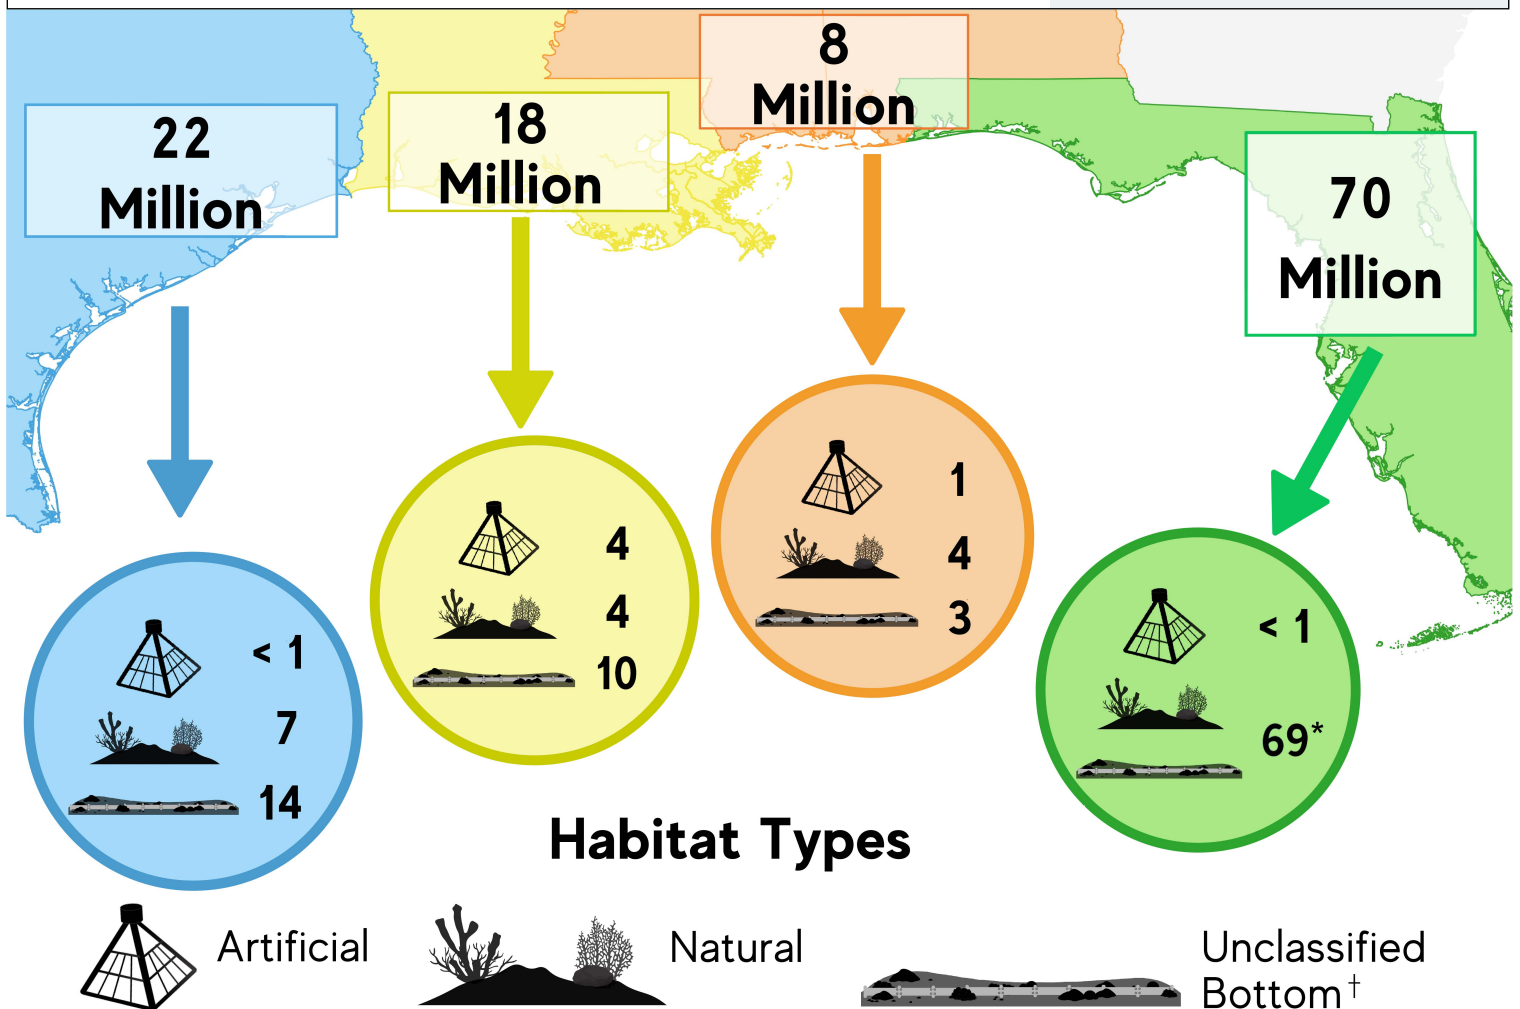 8
Million
22
Million
18
Million
70
Million
1
4
3
4
4
10
< 1
69*
< 1
7
14
Habitat Types
Artificial
Natural
Unclassified
Bottom†